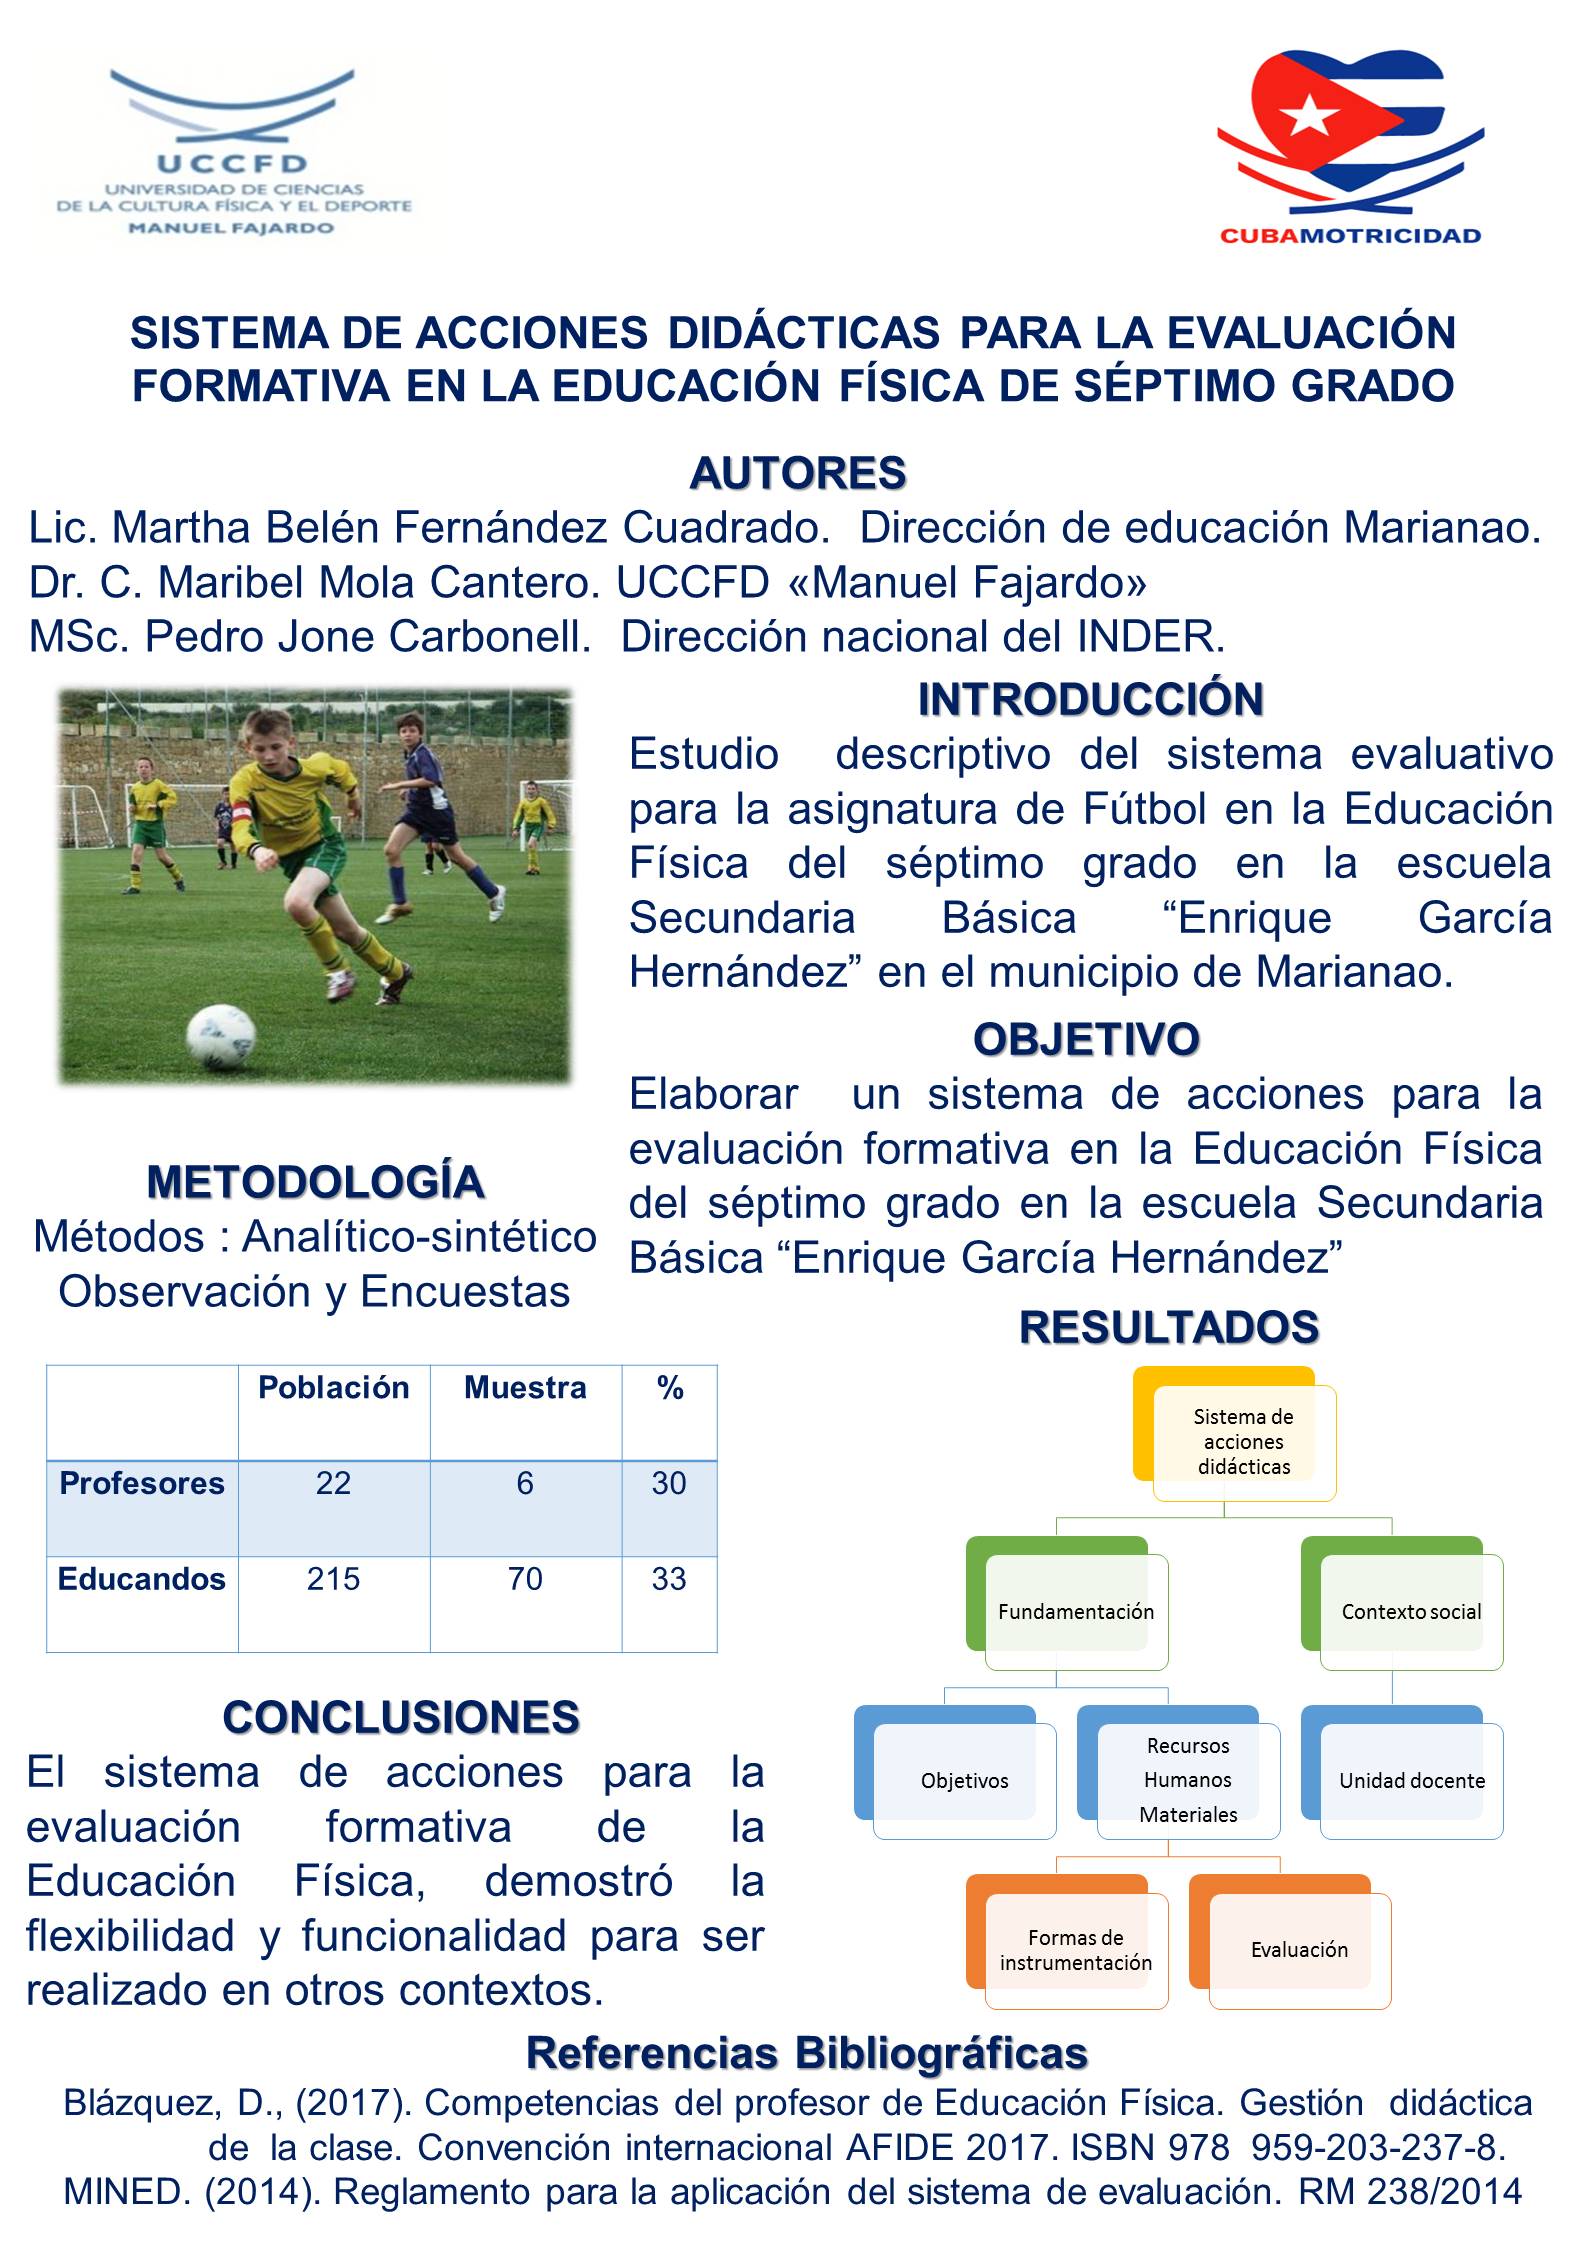 UCCFD
UNIVERSIDAD DE CIENCIAS
DE LA CULTURA FÍSICA Y EL DEPORTE
MANUEL FAJARDO
CUBAMOTRICIDAD
SISTEMA DE ACCIONES DIDÁCTICAS PARA LA EVALUACIÓN
FORMATIVA EN LA EDUCACIÓN FÍSICA DE SÉPTIMO GRADO
AUTORES
Lic. Martha Belén Fernández Cuadrado. Dirección de educación Marianao.
Dr. C. Maribel Mola Cantero. UCCFD «Manuel Fajardo»
MSc. Pedro Jone Carbonell. Dirección nacional del INDER.
INTRODUCCIÓN
Estudio descriptivo del sistema evaluativo
para la asignatura de Fútbol en la Educación
Física del séptimo grado en la escuela
Secundaria Básica “Enrique García
Hernández” en el municipio de Marianao.
OBJETIVO
Elaborar un sistema de acciones para la
evaluación formativa en la Educación Física
del séptimo grado en la escuela Secundaria
Básica “Enrique García Hernández”
METODOLOGÍA
Métodos : Analítico-sintético
Observación y Encuestas
Población Muestra %
Profesores 22 6 30
Educandos 215 70 33
RESULTADOS
Sistema de
acciones
didácticas
Fundamentación
Contexto social
Objetivos
Recursos
Humanos
Materiales
Unidad docente
Formas de
instrumentación
Evaluación
CONCLUSIONES
El sistema de acciones para la
evaluación formativa de la
Educación Física, demostró la
flexibilidad y funcionalidad para ser
realizado en otros contextos.
Referencias Bibliográficas
Blázquez, D., (2017). Competencias del profesor de Educación Física. Gestión didáctica
de la clase. Convención internacional AFIDE 2017. ISBN 978 959-203-237-8.
MINED. (2014). Reglamento para la aplicación del sistema de evaluación. RM 238/2014